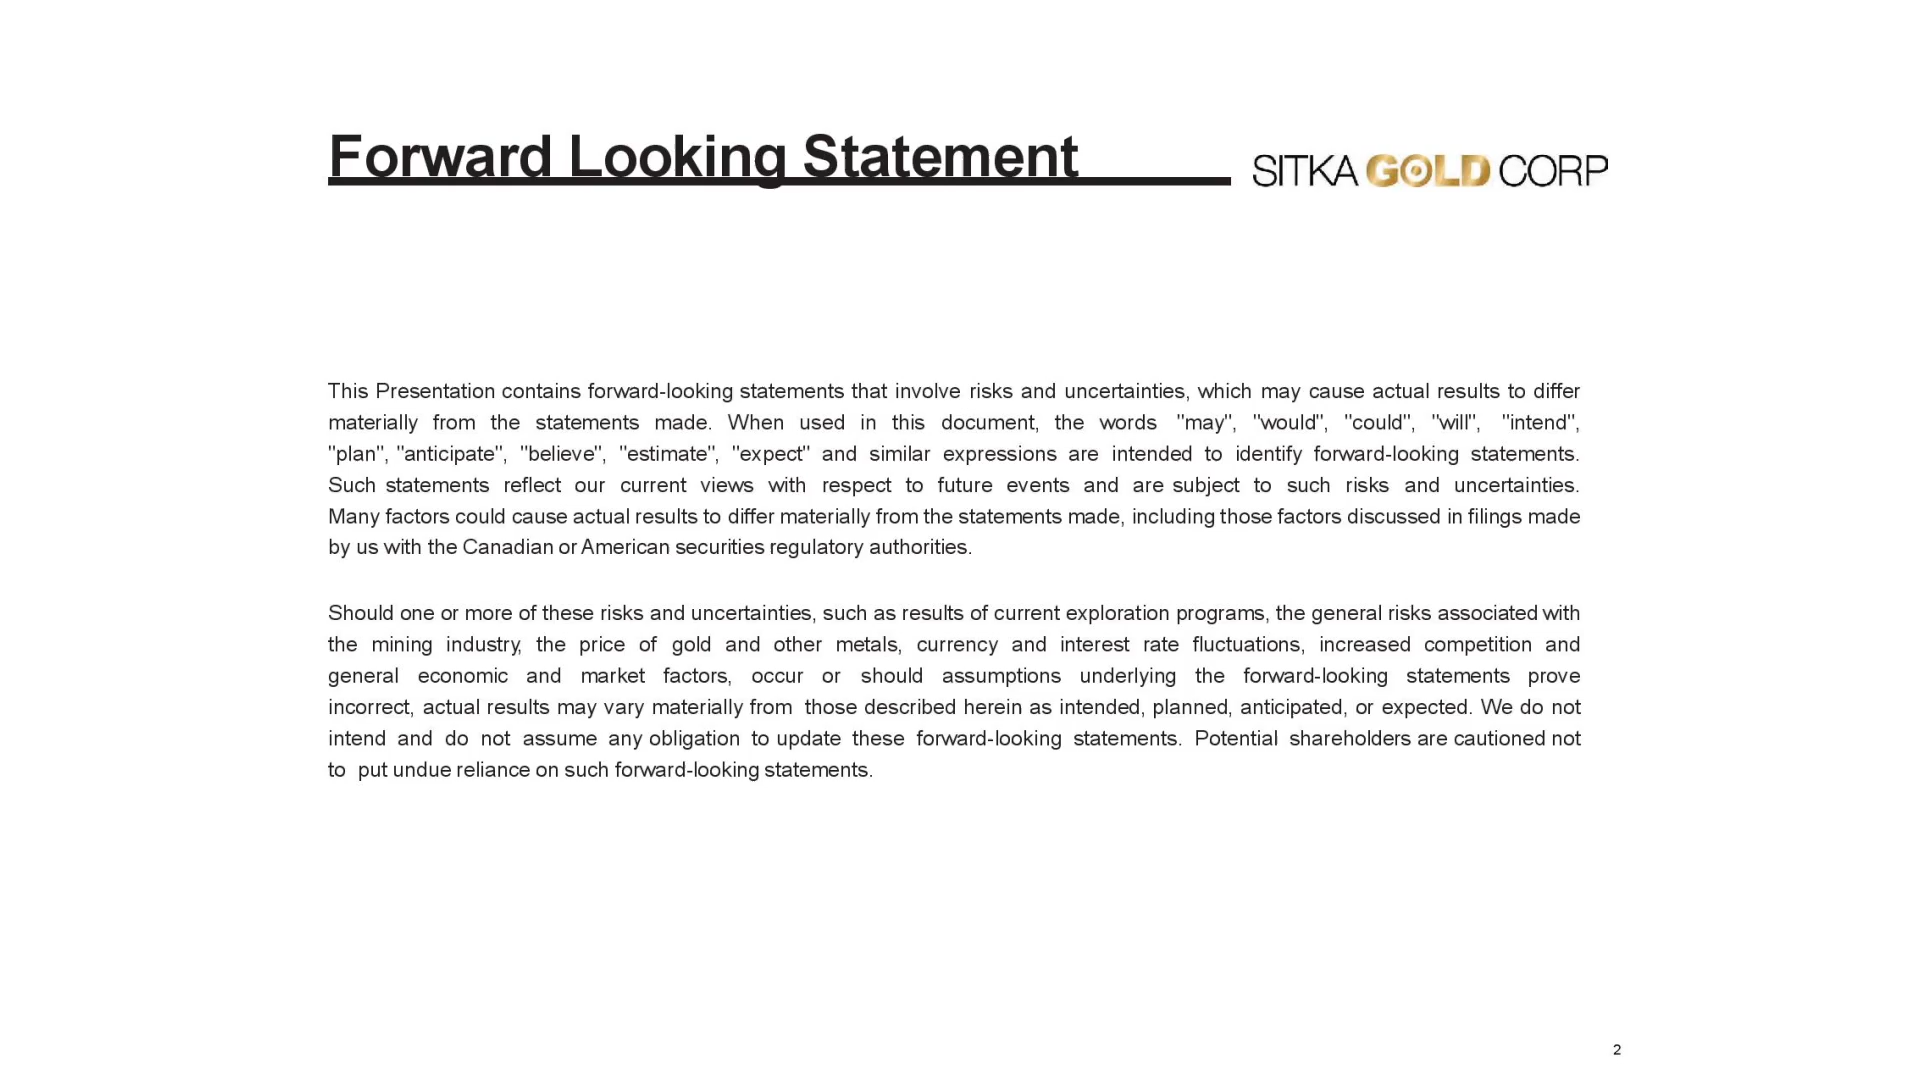 Forward Looking Statement
SITKA GOLD CORP
This Presentation contains forward-looking statements that involve risks and uncertainties, which may cause actual results to differ
materially from the statements made. When used in this document, the words "may", "would", "could", "will", "intend",
"plan", "anticipate", "believe", "estimate", "expect" and similar expressions are intended to identify forward-looking statements.
Such statements reflect our current views with respect to future events and are subject to such risks and uncertainties.
Many factors could cause actual results to differ materially from the statements made, including those factors discussed in filings made
by us with the Canadian or American securities regulatory authorities.
Should one or more of these risks and uncertainties, such as results of current exploration programs, the general risks associated with
the mining industry, the price of gold and other metals, currency and interest rate fluctuations, increased competition and
general economic and market factors, occur or should assumptions underlying the forward-looking statements prove
incorrect, actual results may vary materially from those described herein as intended, planned, anticipated, or expected. We do not
intend and do not assume any obligation to update these forward-looking statements. Potential shareholders are cautioned not
to put undue reliance on such forward-looking statements.
2